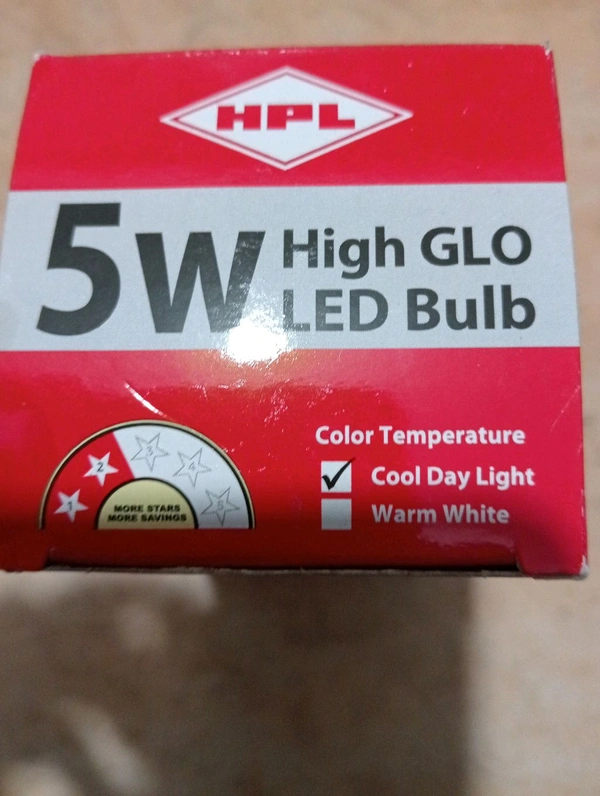 HPL
5W High GLO
LED Bulb
Color Temperature
Cool Day Light
Warm White
1 2 3 4 5
MORE STARS
MORE SAVINGS